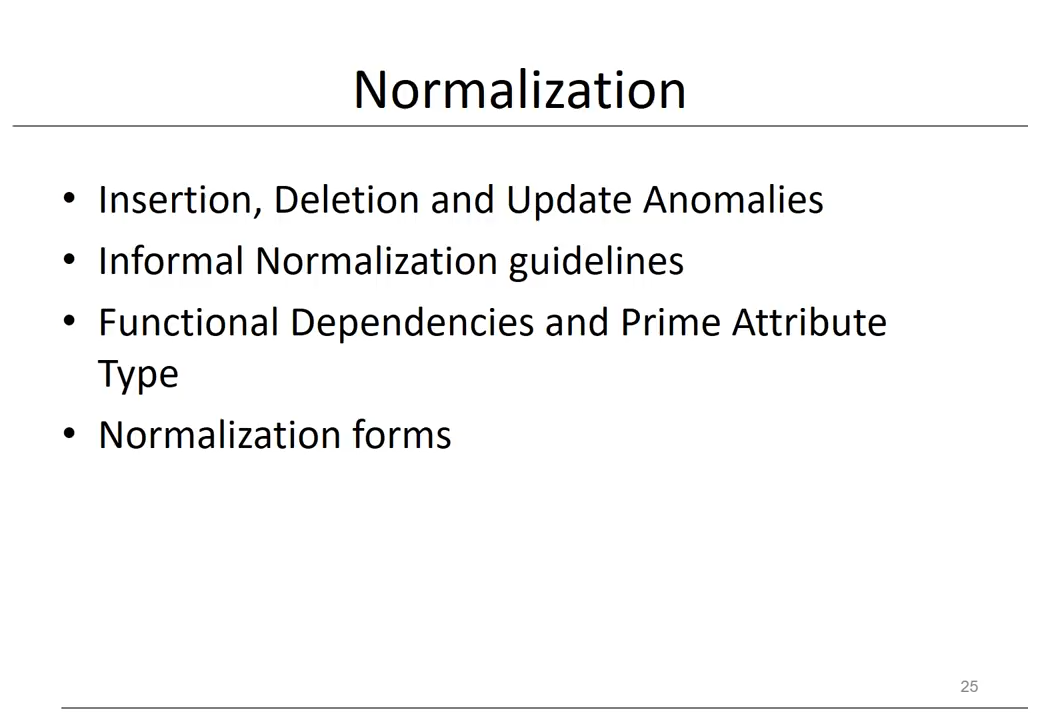 Normalization
• Insertion, Deletion and Update Anomalies
• Informal Normalization guidelines
• Functional Dependencies and Prime Attribute
Type
• Normalization forms
25